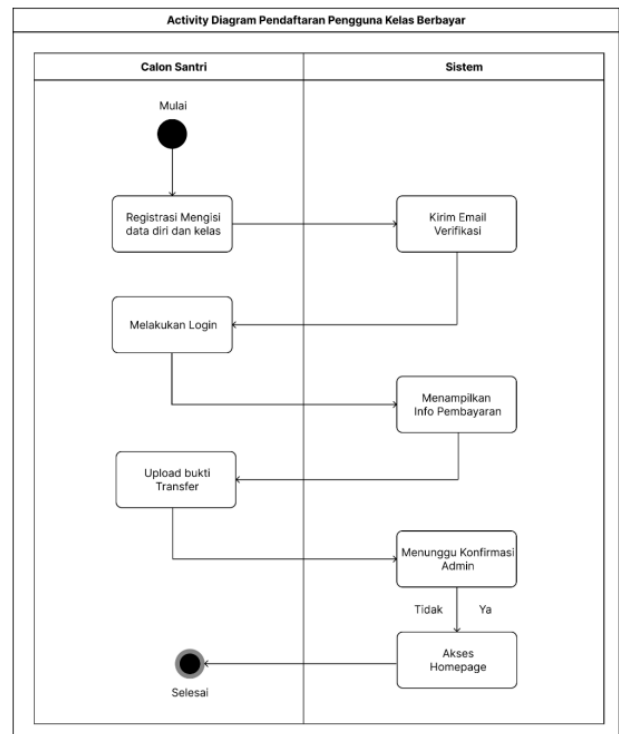 Activity Diagram Pendaftaran Pengguna Kelas Berbayar
Calon Santri
Sistem
Mulai
Registrasi Mengisi
data diri dan kelas
Kirim Email
Verifikasi
Melakukan Login
Menampilkan
Info Pembayaran
Upload bukti
Transfer
Menunggu Konfirmasi
Admin
Tidak
Ya
Akses
Homepage
Selesai